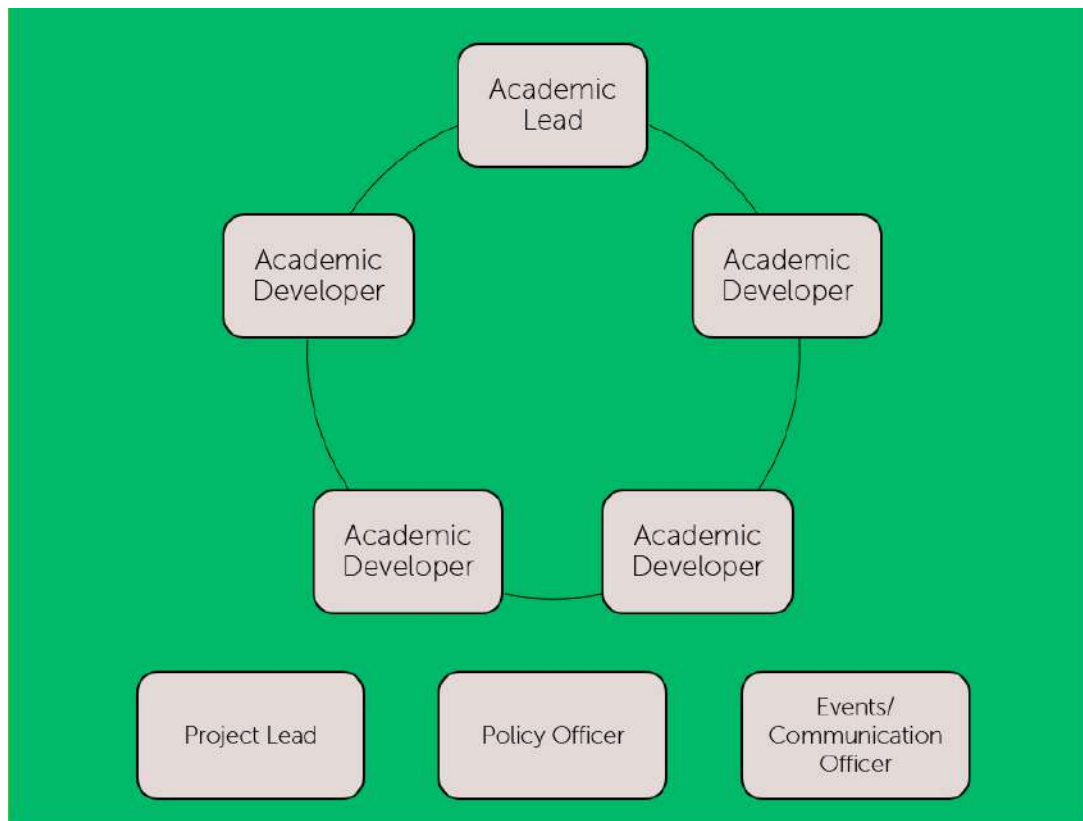 Academic
Lead
Academic
Developer
Academic
Developer
Academic
Developer
Academic
Developer
Project Lead
Policy Officer
Events/
Communication
Officer